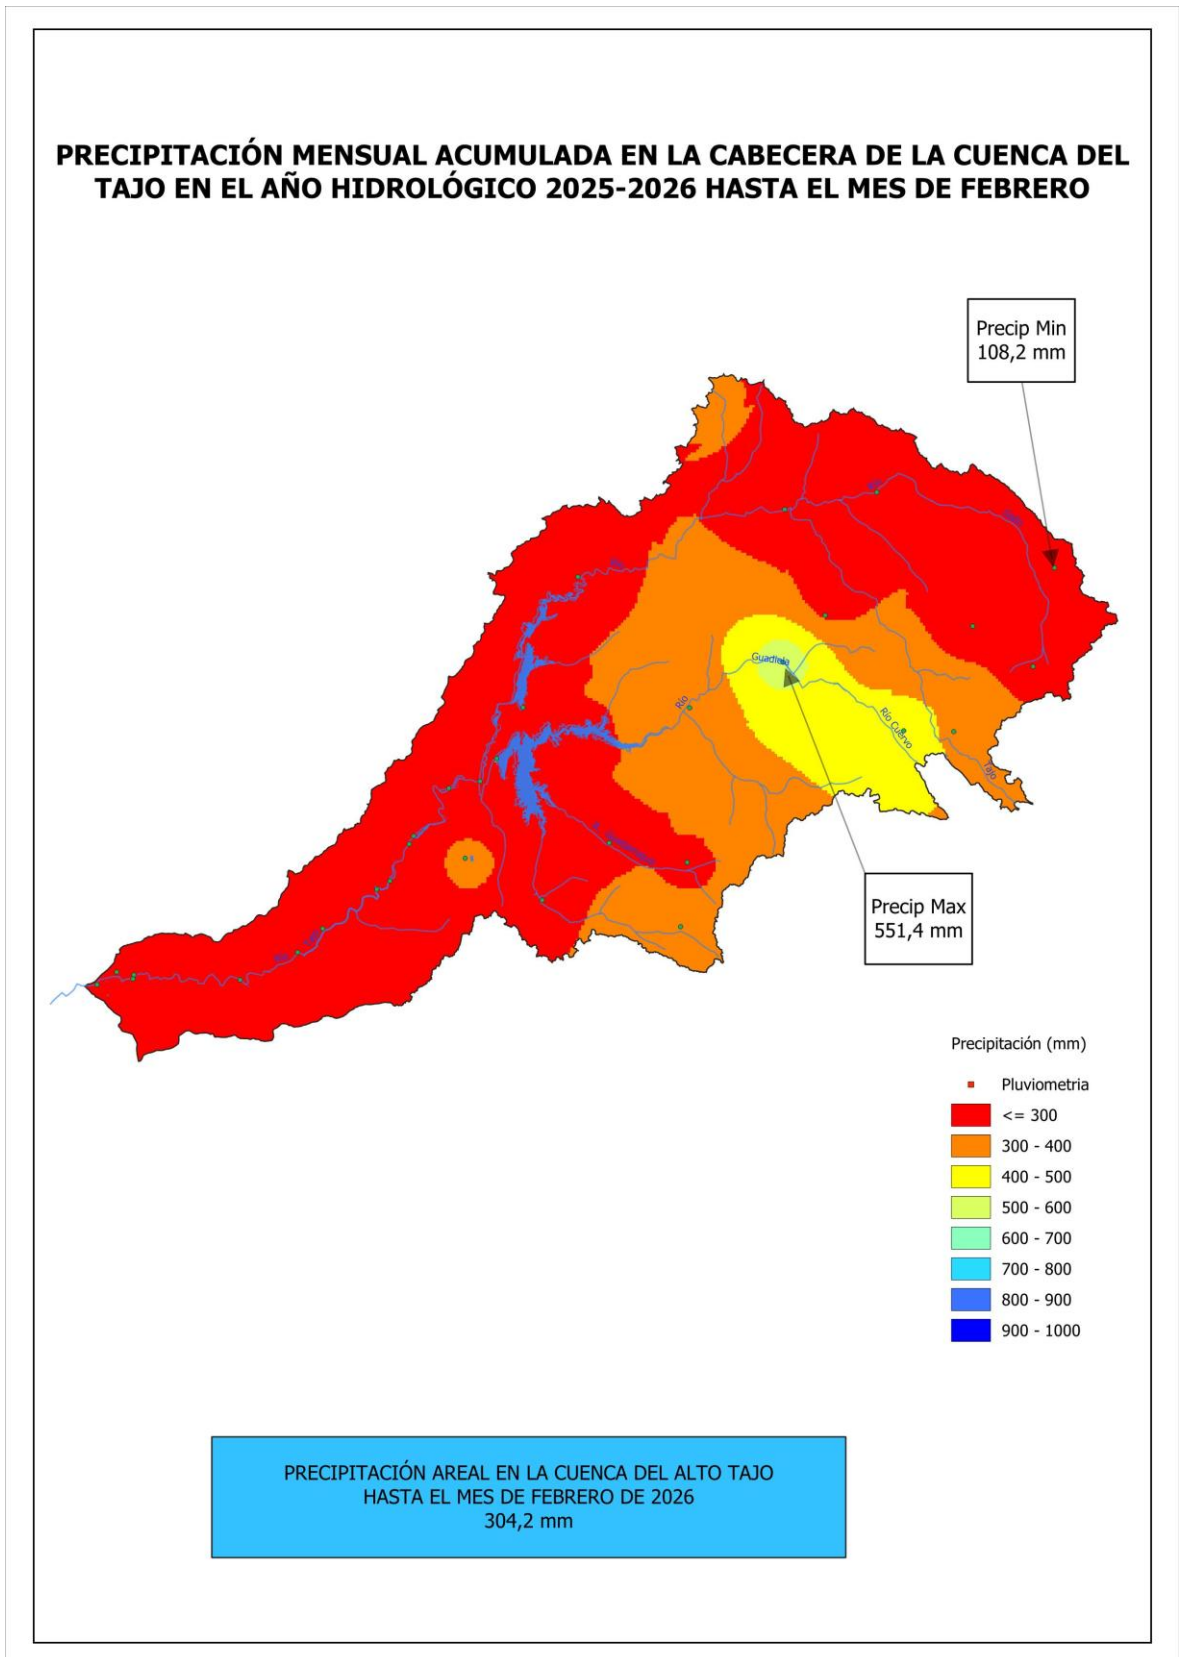 PRECIPITACIÓN MENSUAL ACUMULADA EN LA CABECERA DE LA CUENCA DEL
TAJO EN EL AÑO HIDROLÓGICO 2025-2026 HASTA EL MES DE FEBRERO
Precip Min
108,2 mm
Río
Tajo
Guadiela
Río
Río Cuervo
Tajo
Precip Max
551,4 mm
Río
Precipitación (mm)
Pluviometria
<= 300
300 - 400
400 - 500
500 - 600
600 - 700
700 - 800
800 - 900
900 - 1000
PRECIPITACIÓN AREAL EN LA CUENCA DEL ALTO TAJO
HASTA EL MES DE FEBRERO DE 2026
304,2 mm